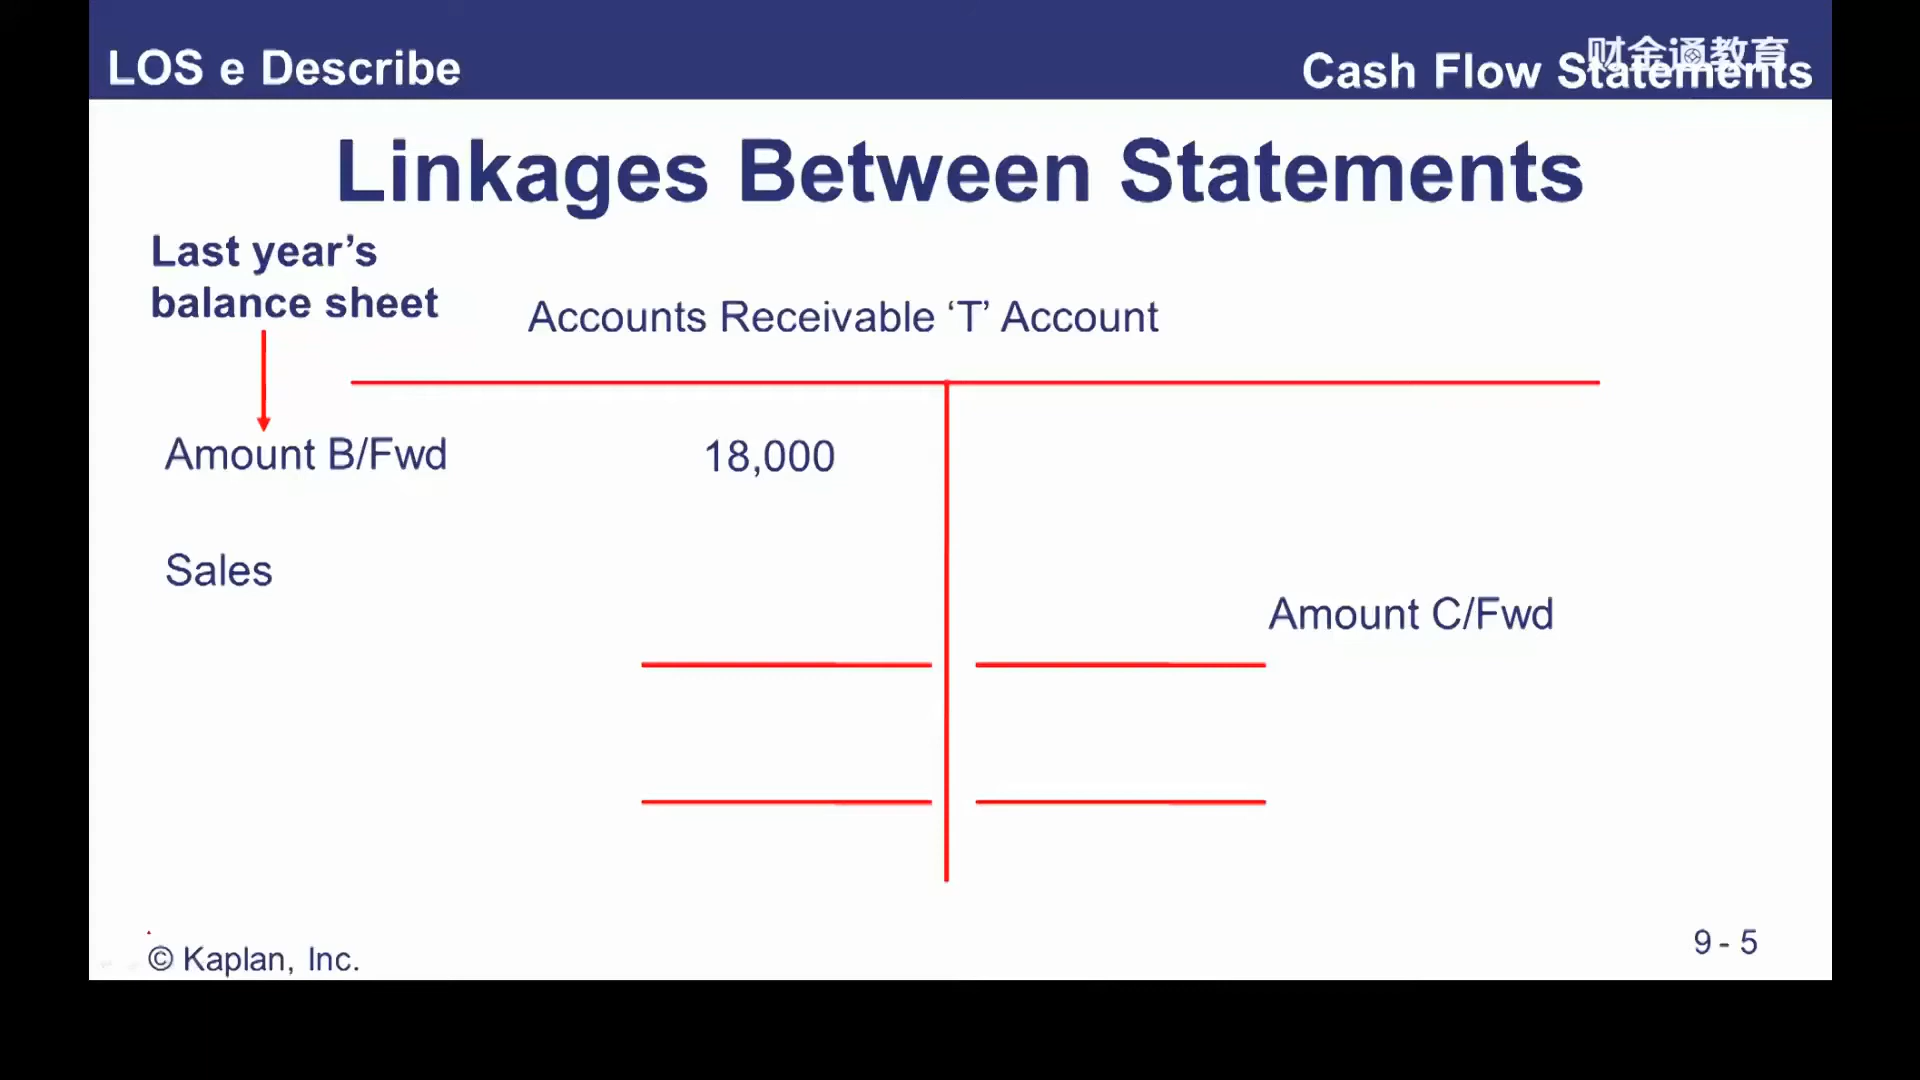 LOS e Describe
财金通教育
Cash Flow Statements
Linkages Between Statements
Last year’s
balance sheet
Accounts Receivable ‘T’ Account
Amount B/Fwd 18,000
Sales
Amount C/Fwd
© Kaplan, Inc.
9 - 5